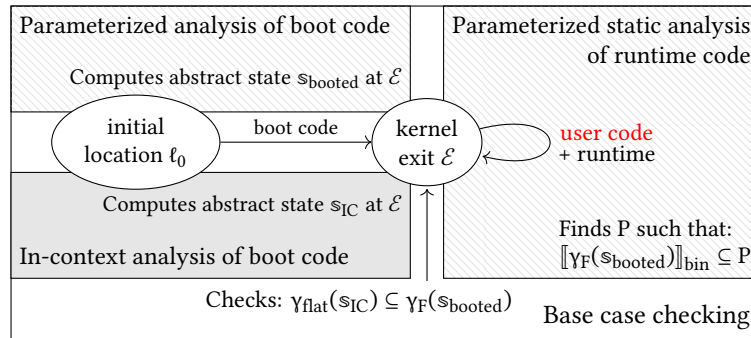 Parameterized analysis of boot code
Parameterized static analysis
of runtime code
Computes abstract state 𝕤booted at ℰ
initial
location ℓ0
boot code
kernel
exit ℰ
user code
+ runtime
Computes abstract state 𝕤IC at ℰ
In-context analysis of boot code
Finds P such that:
⟦γF(𝕤booted)⟧bin ⊆ P
Checks: γflat(𝕤IC) ⊆ γF(𝕤booted)
Base case checking